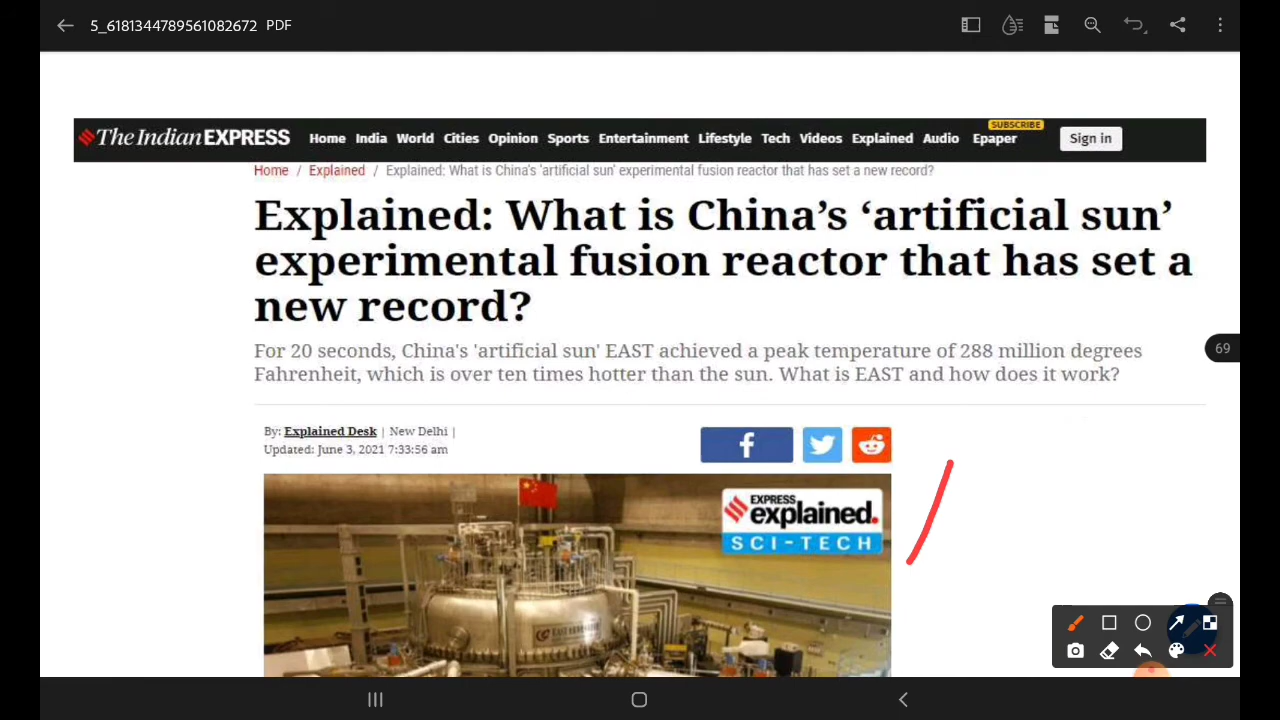 5_6181344789561082672 PDF
The Indian EXPRESS Home India World Cities Opinion Sports Entertainment Lifestyle Tech Videos Explained Audio Epaper SUBSCRIBE Sign in
Home / Explained / Explained: What is China's 'artificial sun' experimental fusion reactor that has set a new record?
Explained: What is China’s ‘artificial sun’
experimental fusion reactor that has set a
new record?
For 20 seconds, China's 'artificial sun' EAST achieved a peak temperature of 288 million degrees
Fahrenheit, which is over ten times hotter than the sun. What is EAST and how does it work?
69
By: Explained Desk | New Delhi |
Updated: June 3, 2021 7:33:56 am
EXPRESS
explained.
SCI-TECH